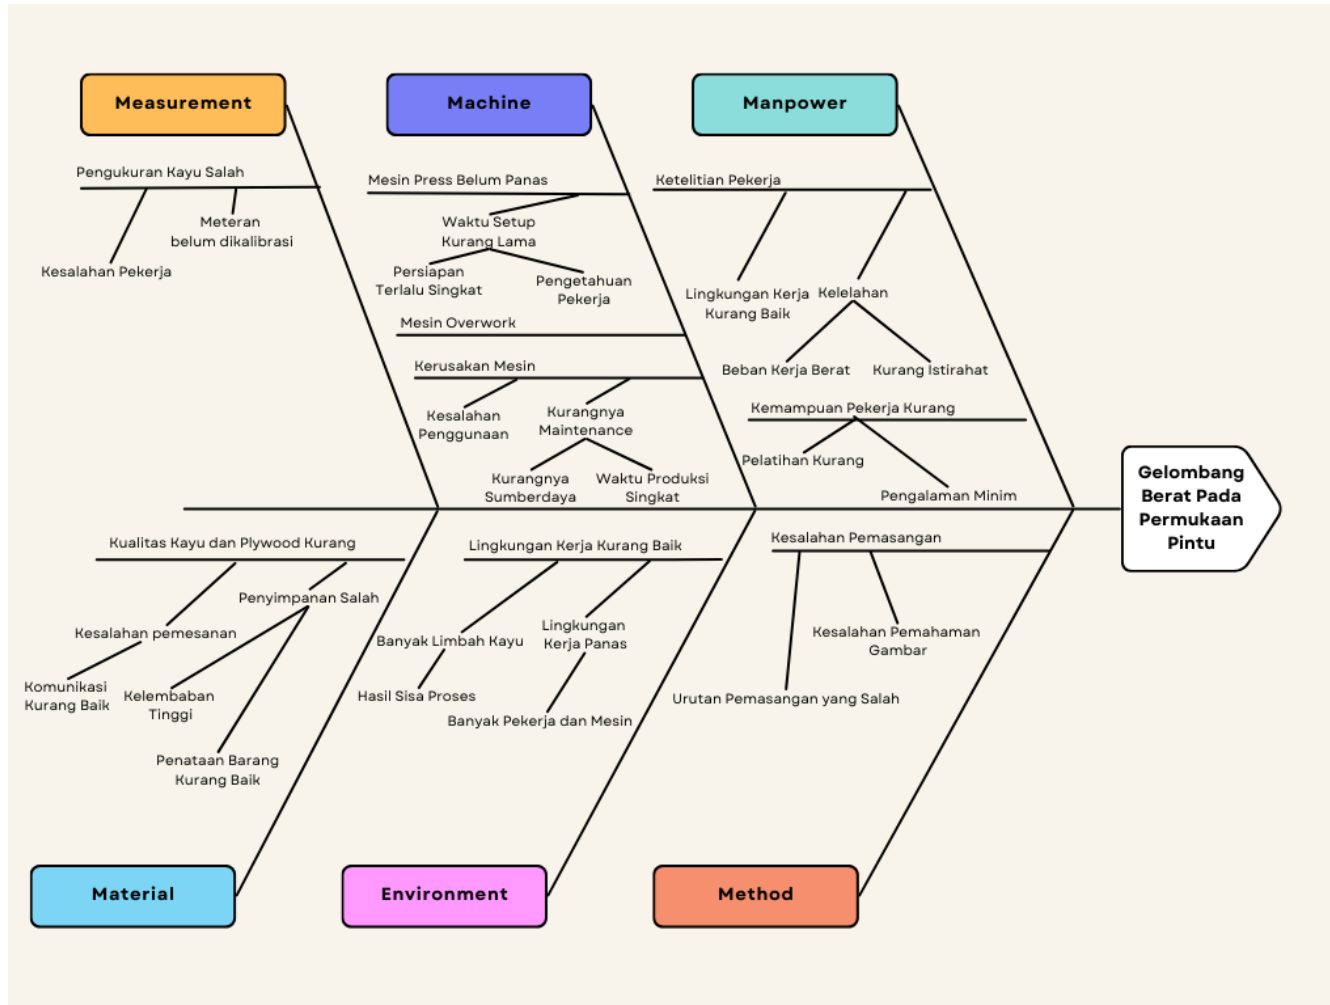 Measurement
Machine
Manpower
Pengukuran Kayu Salah
Meteran
belum dikalibrasi
Kesalahan Pekerja
Mesin Press Belum Panas
Waktu Setup
Kurang Lama
Persiapan
Terlalu Singkat
Pengetahuan
Pekerja
Mesin Overwork
Kerusakan Mesin
Kesalahan
Penggunaan
Kurangnya
Maintenance
Kurangnya
Sumberdaya
Waktu Produksi
Singkat
Ketelitian Pekerja
Lingkungan Kerja
Kurang Baik
Kelelahan
Beban Kerja Berat
Kurang Istirahat
Kemampuan Pekerja Kurang
Pelatihan Kurang
Pengalaman Minim
Gelombang
Berat Pada
Permukaan
Pintu
Kualitas Kayu dan Plywood Kurang
Penyimpanan Salah
Kesalahan pemesanan
Komunikasi
Kurang Baik
Kelembaban
Tinggi
Penataan Barang
Kurang Baik
Lingkungan Kerja Kurang Baik
Banyak Limbah Kayu
Lingkungan
Kerja Panas
Hasil Sisa Proses
Banyak Pekerja dan Mesin
Kesalahan Pemasangan
Kesalahan Pemahaman
Gambar
Urutan Pemasangan yang Salah
Material
Environment
Method